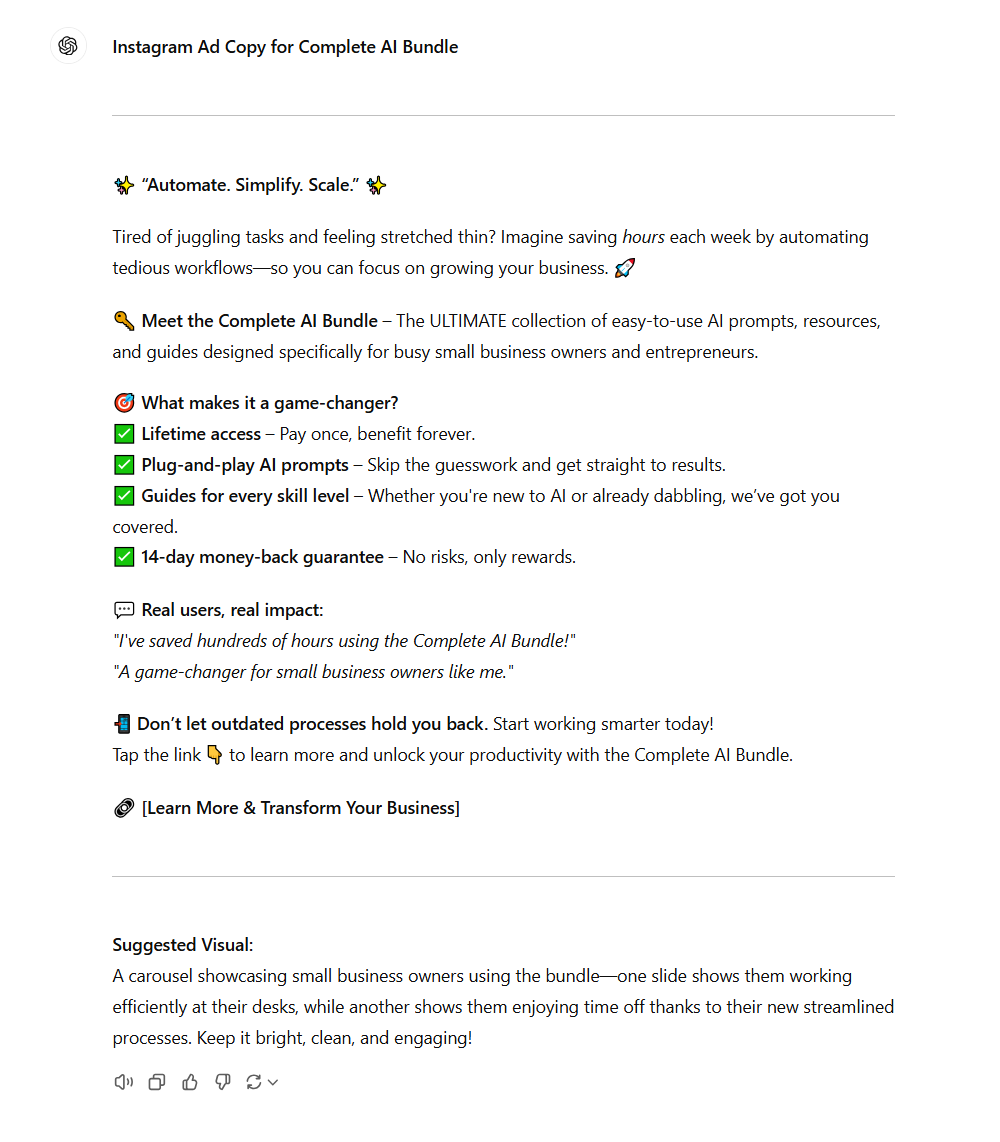 Instagram Ad Copy for Complete AI Bundle
✨ “Automate. Simplify. Scale.” ✨
Tired of juggling tasks and feeling stretched thin? Imagine saving hours each week by automating
tedious workflows—so you can focus on growing your business. 🚀
🔑 Meet the Complete AI Bundle – The ULTIMATE collection of easy-to-use AI prompts, resources,
and guides designed specifically for busy small business owners and entrepreneurs.
🎯 What makes it a game-changer?
✅ Lifetime access – Pay once, benefit forever.
✅ Plug-and-play AI prompts – Skip the guesswork and get straight to results.
✅ Guides for every skill level – Whether you're new to AI or already dabbling, we’ve got you
covered.
✅ 14-day money-back guarantee – No risks, only rewards.
💬 Real users, real impact:
"I've saved hundreds of hours using the Complete AI Bundle!"
"A game-changer for small business owners like me."
📲 Don’t let outdated processes hold you back. Start working smarter today!
Tap the link 👇 to learn more and unlock your productivity with the Complete AI Bundle.
🔗 [Learn More & Transform Your Business]
Suggested Visual:
A carousel showcasing small business owners using the bundle—one slide shows them working
efficiently at their desks, while another shows them enjoying time off thanks to their new streamlined
processes. Keep it bright, clean, and engaging!